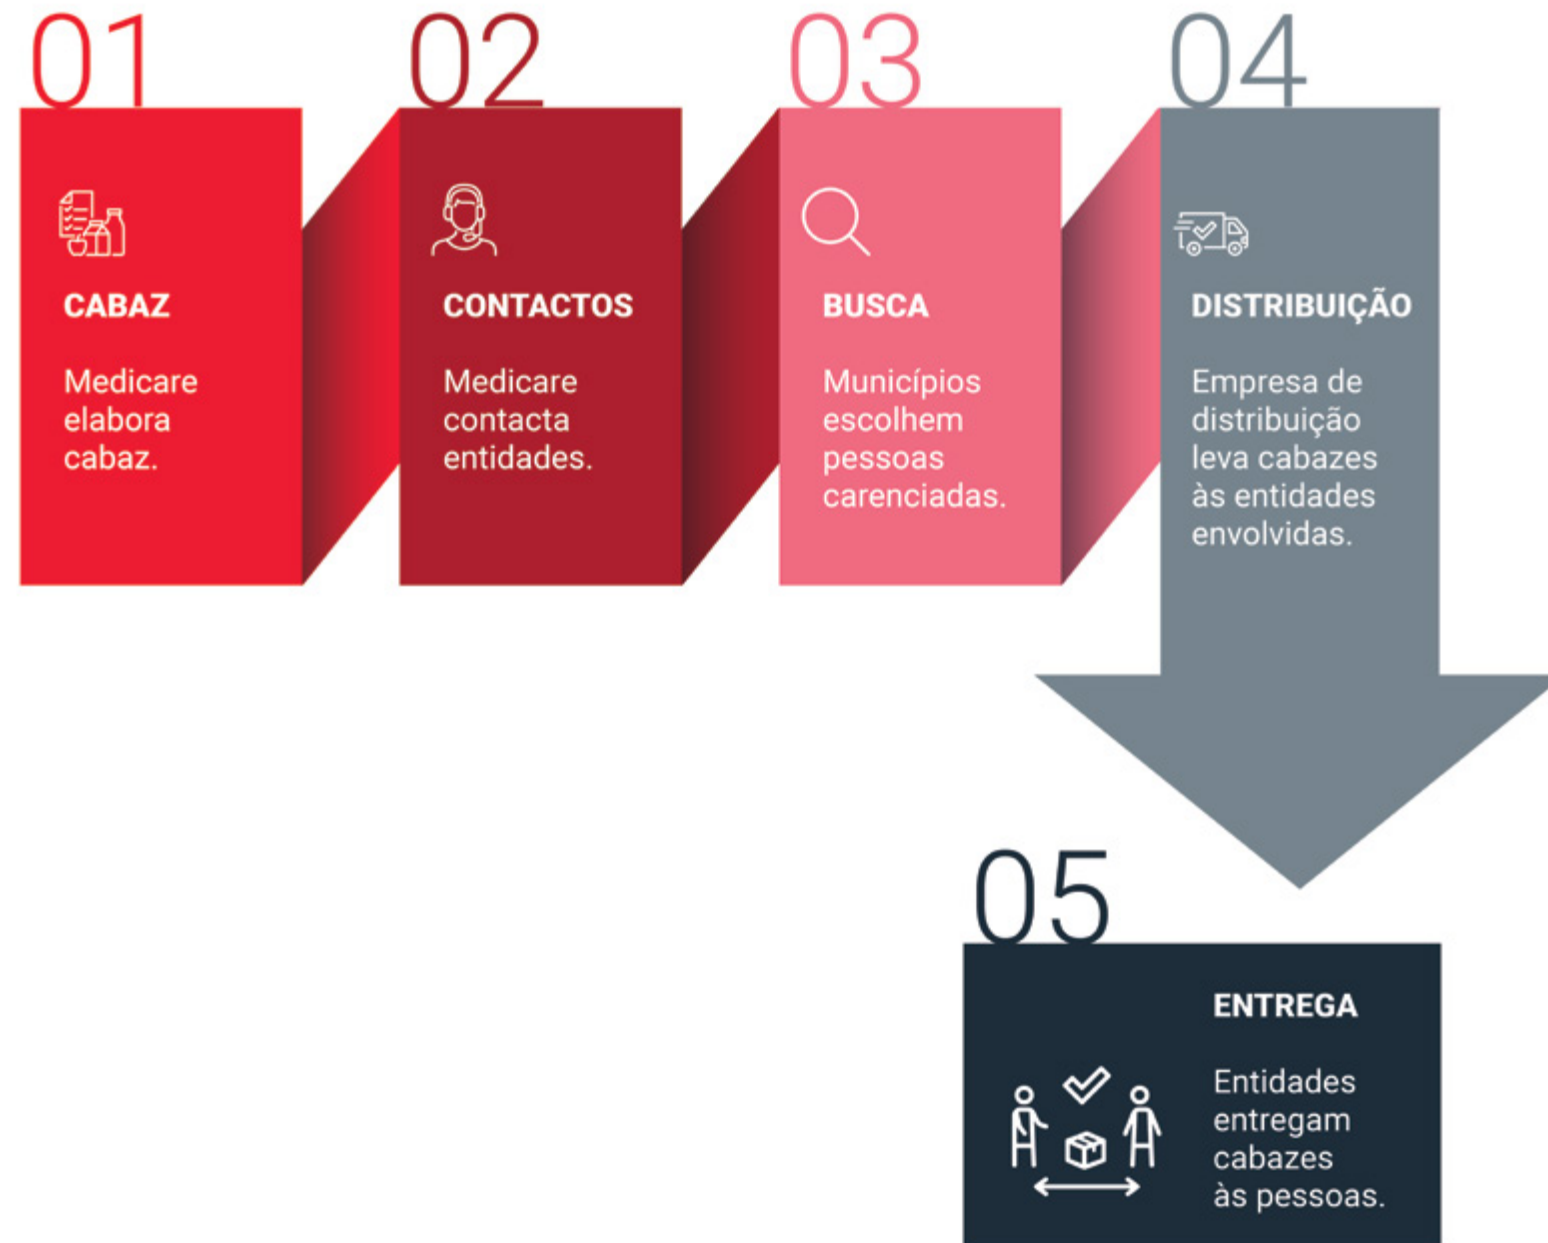 01
CABAZ
Medicare
elabora
cabaz.
02
CONTACTOS
Medicare
contacta
entidades.
03
BUSCA
Municípios
escolhem
pessoas
carenciadas.
04
DISTRIBUIÇÃO
Empresa de
distribuição
leva cabazes
às entidades
envolvidas.
05
ENTREGA
Entidades
entregam
cabazes
às pessoas.